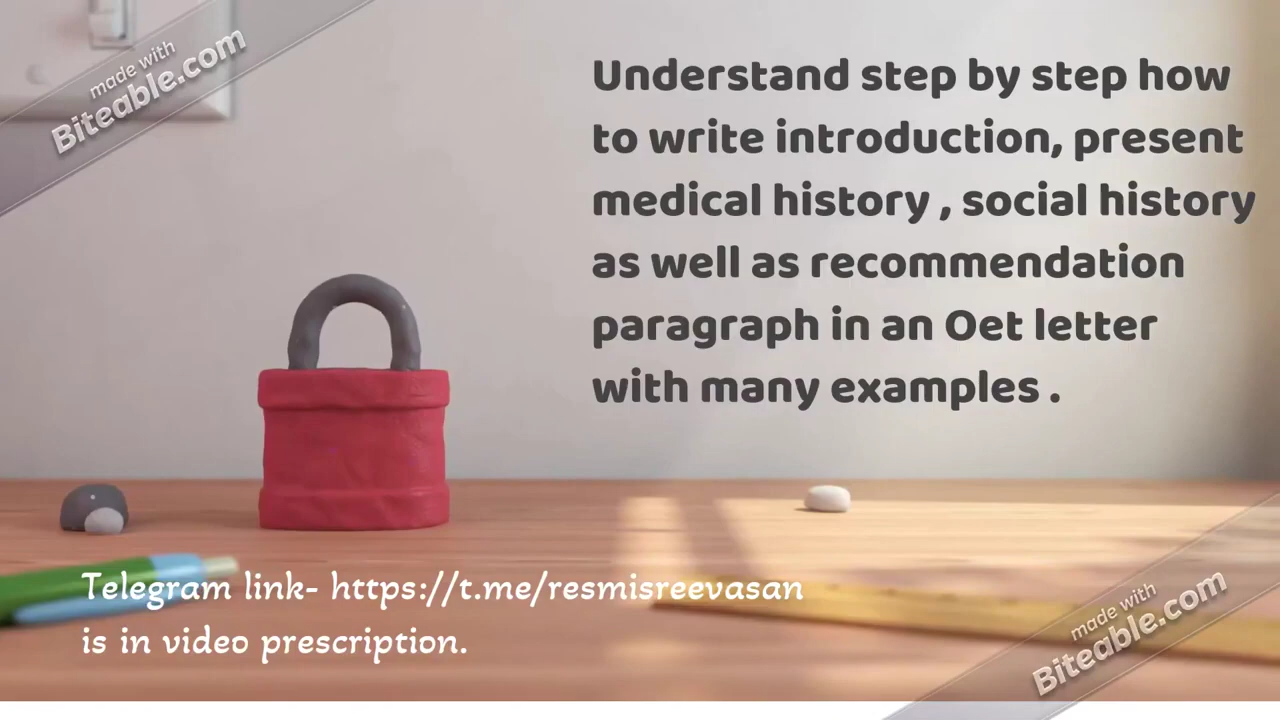 made with
Biteable.com
Understand step by step how
to write introduction, present
medical history , social history
as well as recommendation
paragraph in an Oet letter
with many examples .
Telegram link- https://t.me/resmisreevasan
is in video prescription.
made with
Biteable.com